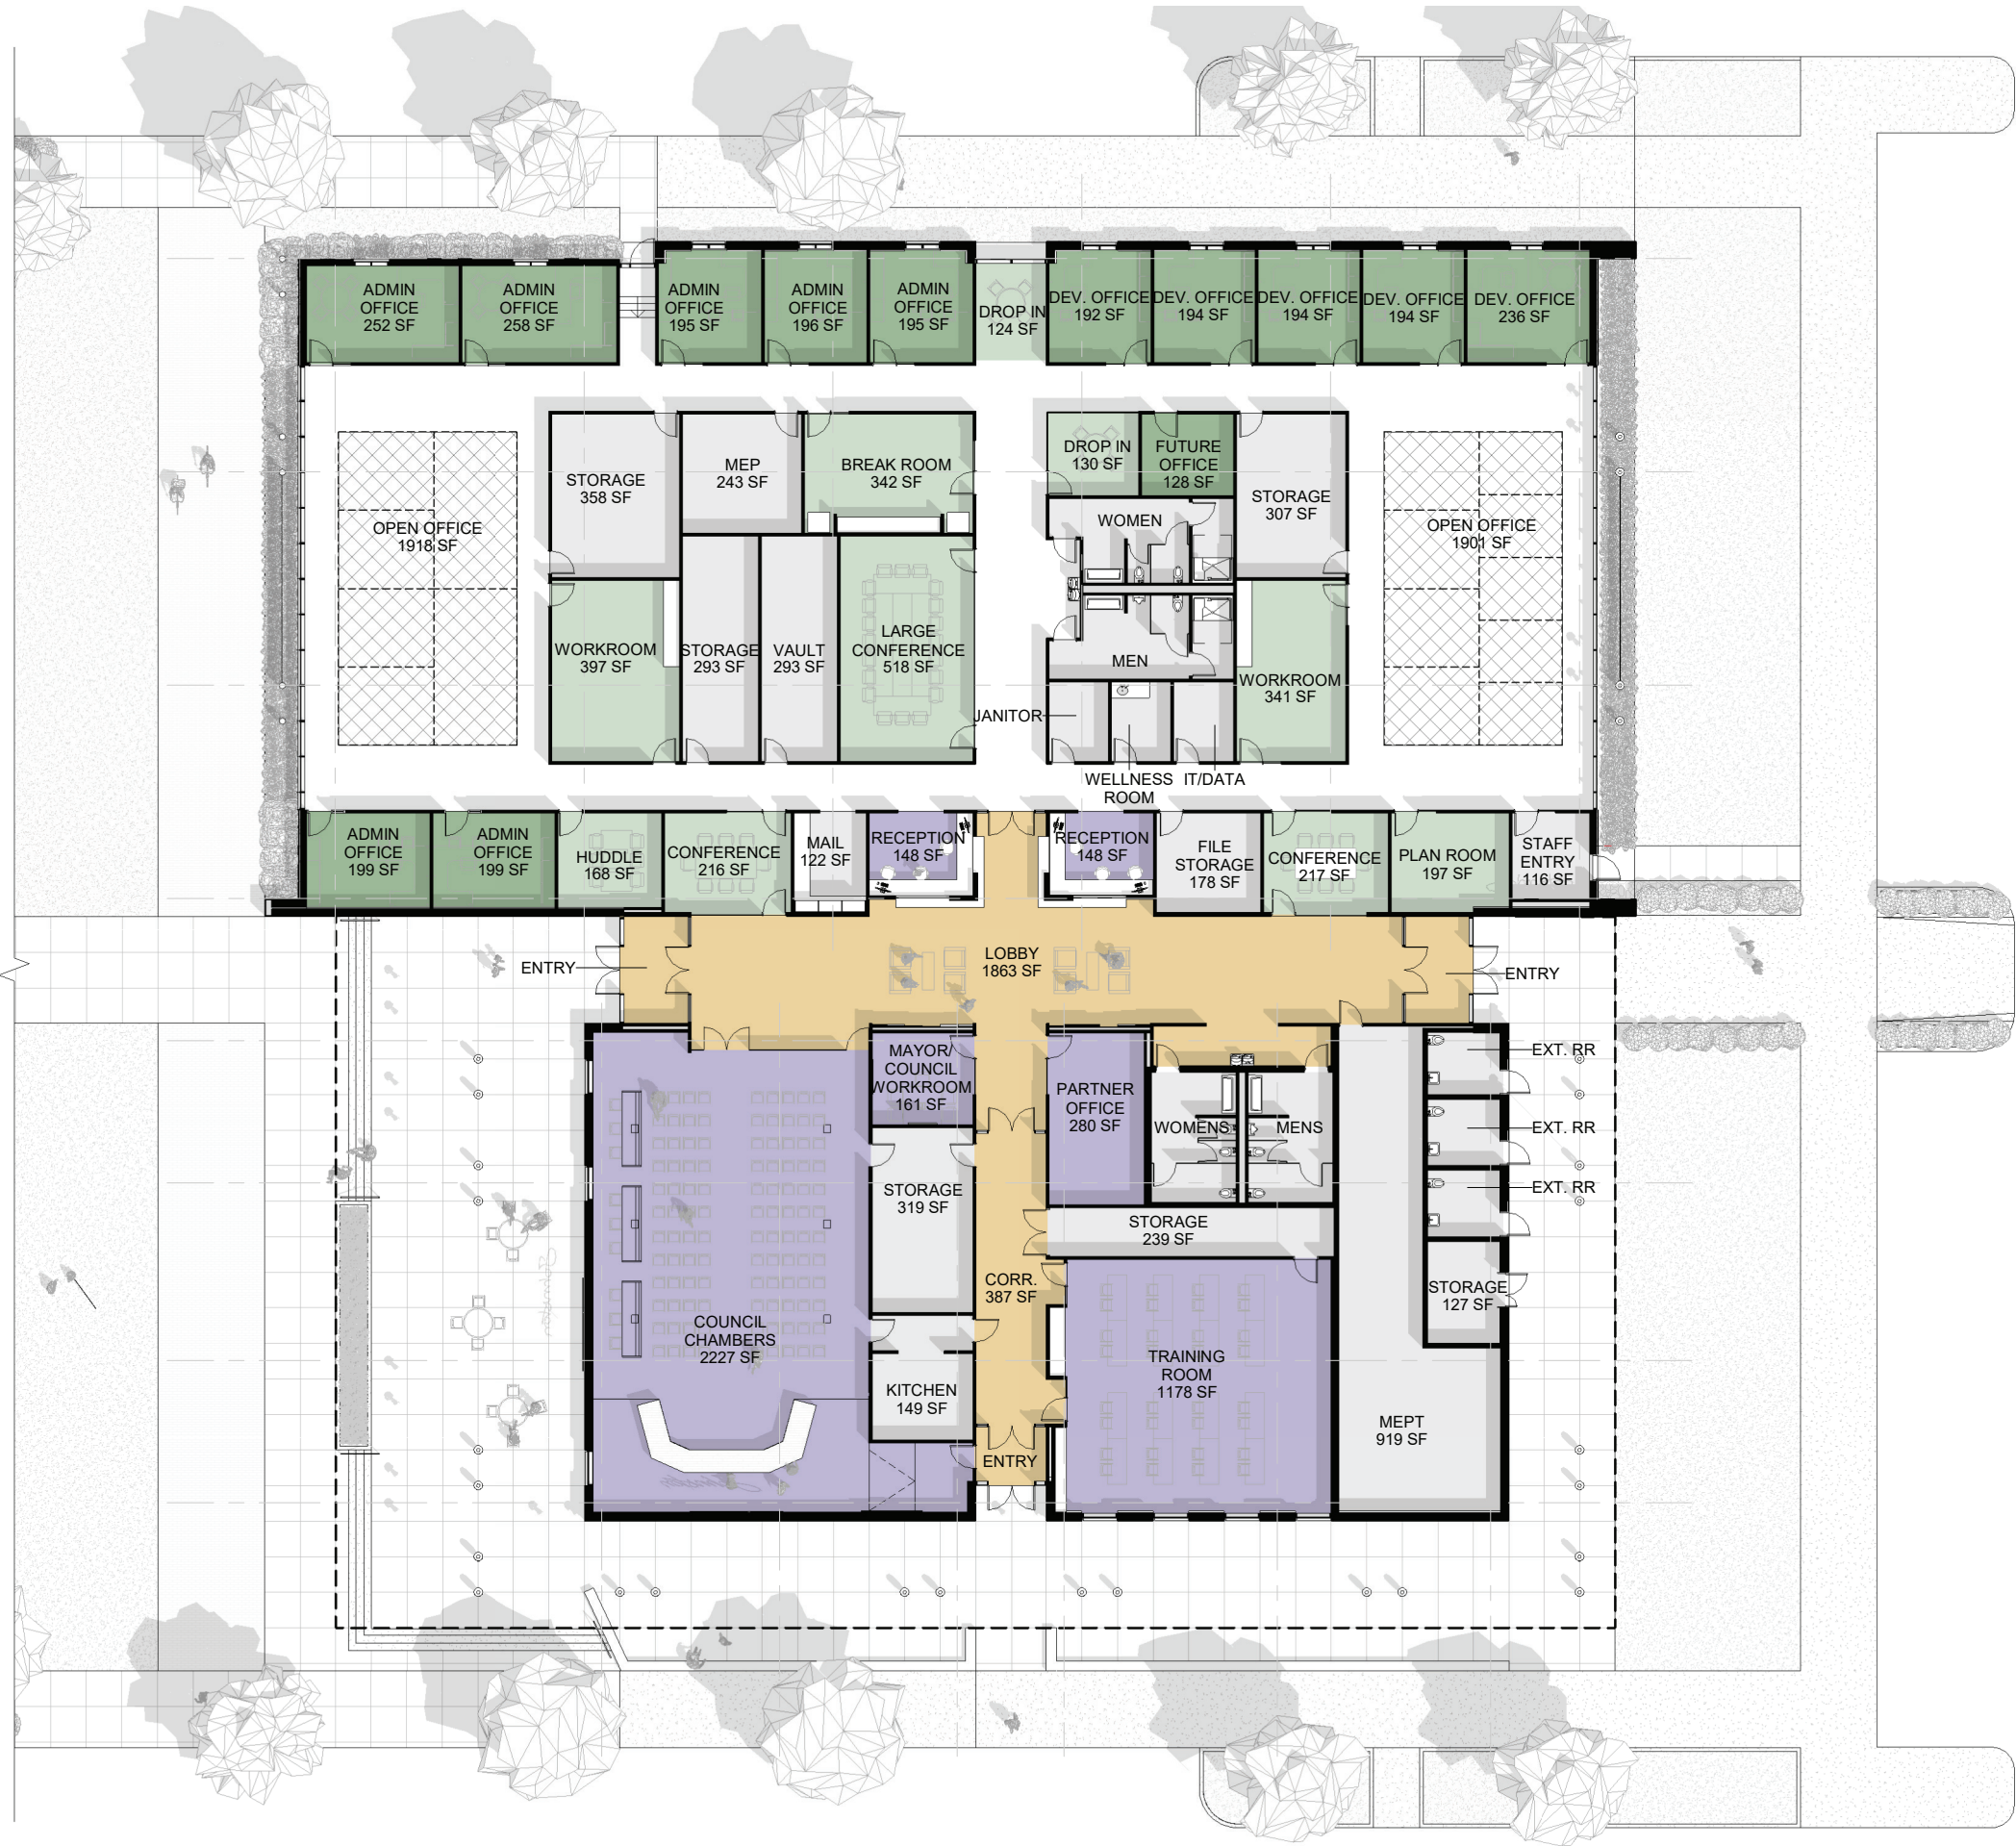 ADMIN
OFFICE
252 SF
ADMIN
OFFICE
258 SF
ADMIN
OFFICE
195 SF
ADMIN
OFFICE
196 SF
ADMIN
OFFICE
195 SF
DROP IN
124 SF
DEV. OFFICE
192 SF
DEV. OFFICE
194 SF
DEV. OFFICE
194 SF
DEV. OFFICE
194 SF
DEV. OFFICE
236 SF
OPEN OFFICE
1918 SF
STORAGE
358 SF
MEP
243 SF
BREAK ROOM
342 SF
DROP IN
130 SF
FUTURE
OFFICE
128 SF
STORAGE
307 SF
OPEN OFFICE
1901 SF
WOMEN
WORKROOM
397 SF
STORAGE
293 SF
VAULT
293 SF
LARGE
CONFERENCE
518 SF
MEN
WORKROOM
341 SF
JANITOR
WELLNESS
ROOM
IT/DATA
ADMIN
OFFICE
199 SF
ADMIN
OFFICE
199 SF
HUDDLE
168 SF
CONFERENCE
216 SF
MAIL
122 SF
RECEPTION
148 SF
RECEPTION
148 SF
FILE
STORAGE
178 SF
CONFERENCE
217 SF
PLAN ROOM
197 SF
STAFF
ENTRY
116 SF
ENTRY
LOBBY
1863 SF
ENTRY
MAYOR/
COUNCIL
WORKROOM
161 SF
PARTNER
OFFICE
280 SF
WOMENS
MENS
EXT. RR
EXT. RR
EXT. RR
STORAGE
319 SF
STORAGE
239 SF
CORR.
387 SF
STORAGE
127 SF
COUNCIL
CHAMBERS
2227 SF
TRAINING
ROOM
1178 SF
KITCHEN
149 SF
MEPT
919 SF
ENTRY